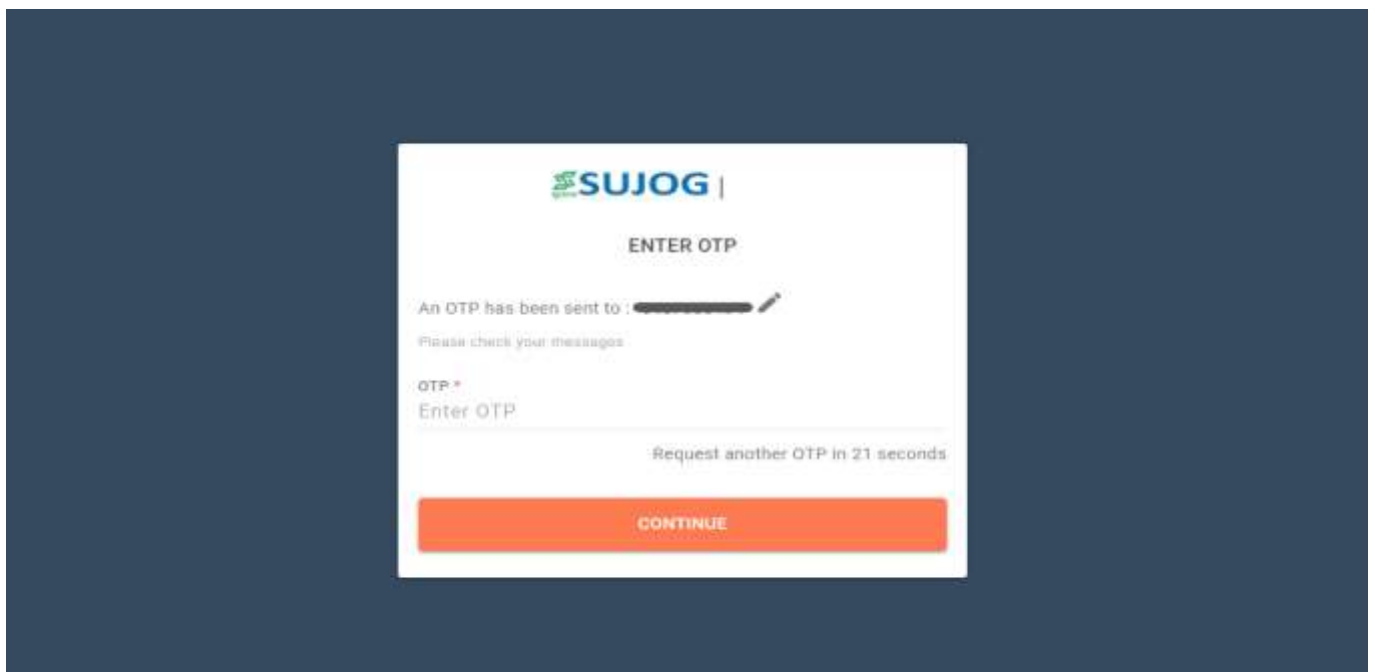 SUJOG |
ENTER OTP
An OTP has been sent to :
Please check your messages
OTP *
Enter OTP
Request another OTP in 21 seconds
CONTINUE